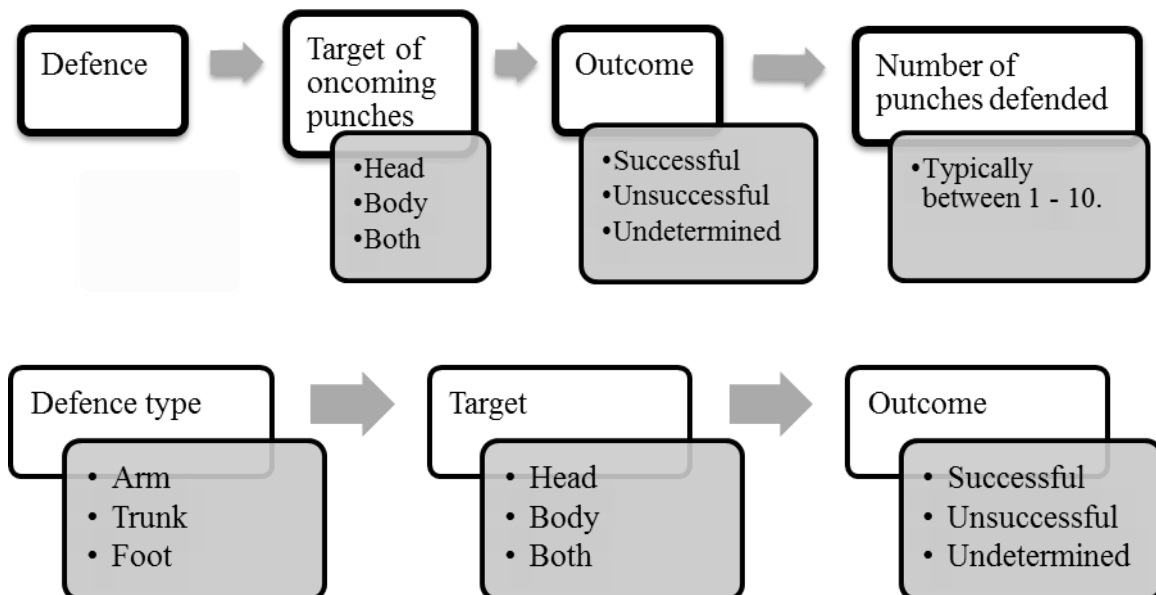 Defence
Target of
oncoming
punches
•Head
•Body
•Both
Outcome
•Successful
•Unsuccessful
•Undetermined
Number of
punches defended
•Typically
between 1 - 10.
Defence type
• Arm
• Trunk
• Foot
Target
• Head
• Body
• Both
Outcome
• Successful
• Unsuccessful
• Undetermined